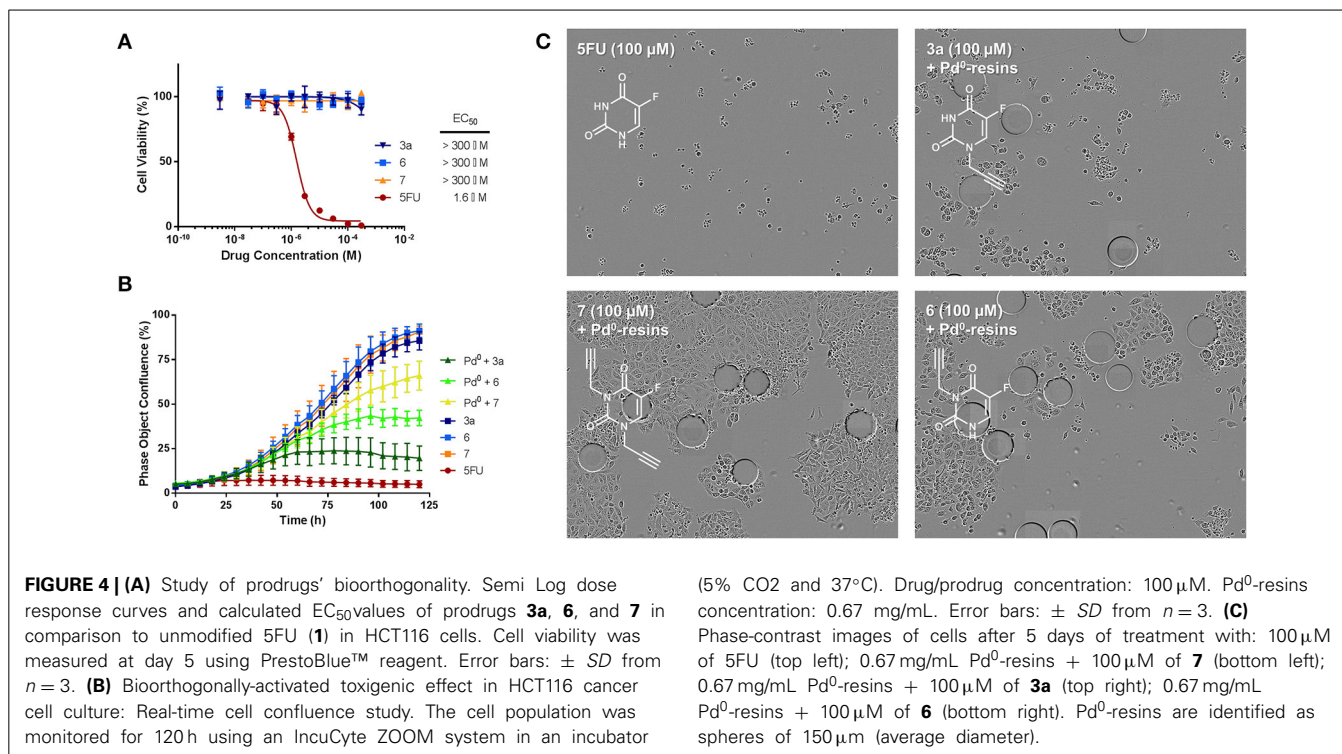 A
100
50
0
Cell Viability (%)
10⁻¹⁰
10⁻⁸
10⁻⁶
10⁻⁴
10⁻²
Drug Concentration (M)
EC₅₀
3a > 300 ▯ M
6 > 300 ▯ M
7 > 300 ▯ M
5FU 1.6 ▯ M
B
100
75
50
25
0
Phase Object Confluence (%)
0 25 50 75 100 125
Time (h)
Pd⁰ + 3a
Pd⁰ + 6
Pd⁰ + 7
3a
6
7
5FU
C
5FU (100 µM)
O
F
HN
O
N
H
3a (100 µM)
+ Pd⁰-resins
O
F
HN
O
N
7 (100 µM)
+ Pd⁰-resins
O
F
N
O
N
6 (100 µM)
+ Pd⁰-resins
O
F
N
O
N
H
FIGURE 4 | (A) Study of prodrugs' bioorthogonality. Semi Log dose
response curves and calculated EC₅₀values of prodrugs 3a, 6, and 7 in
comparison to unmodified 5FU (1) in HCT116 cells. Cell viability was
measured at day 5 using PrestoBlue™ reagent. Error bars: ± SD from
n = 3. (B) Bioorthogonally-activated toxigenic effect in HCT116 cancer
cell culture: Real-time cell confluence study. The cell population was
monitored for 120 h using an IncuCyte ZOOM system in an incubator
(5% CO2 and 37°C). Drug/prodrug concentration: 100 µM. Pd⁰-resins
concentration: 0.67 mg/mL. Error bars: ± SD from n = 3. (C)
Phase-contrast images of cells after 5 days of treatment with: 100 µM
of 5FU (top left); 0.67 mg/mL Pd⁰-resins + 100 µM of 7 (bottom left);
0.67 mg/mL Pd⁰-resins + 100 µM of 3a (top right); 0.67 mg/mL
Pd⁰-resins + 100 µM of 6 (bottom right). Pd⁰-resins are identified as
spheres of 150 µm (average diameter).